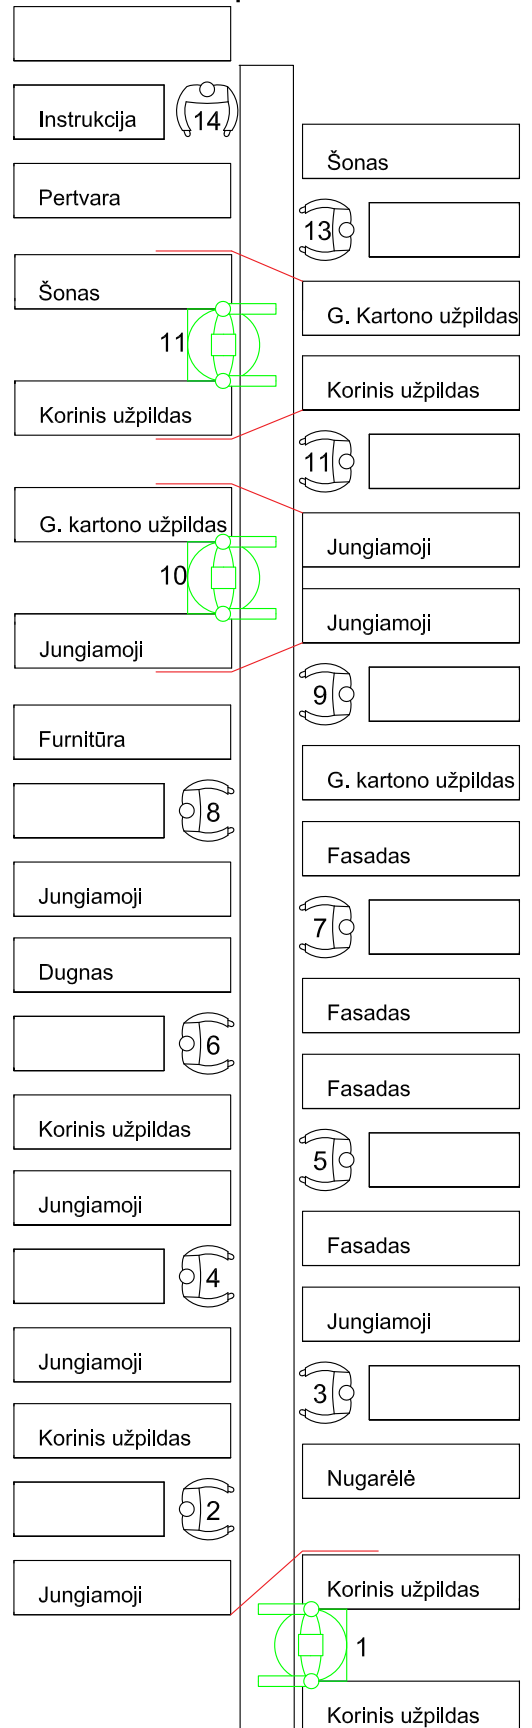 Instrukcija
14
Šonas
Pertvara
13
Šonas
G. Kartono užpildas
11
Korinis užpildas
Korinis užpildas
11
G. kartono užpildas
Jungiamoji
10
Jungiamoji
Jungiamoji
9
Furnitūra
G. kartono užpildas
8
Fasadas
Jungiamoji
7
Dugnas
Fasadas
6
Fasadas
Korinis užpildas
5
Jungiamoji
Fasadas
4
Jungiamoji
Jungiamoji
3
Korinis užpildas
Nugarėlė
2
Korinis užpildas
Jungiamoji
1
Korinis užpildas